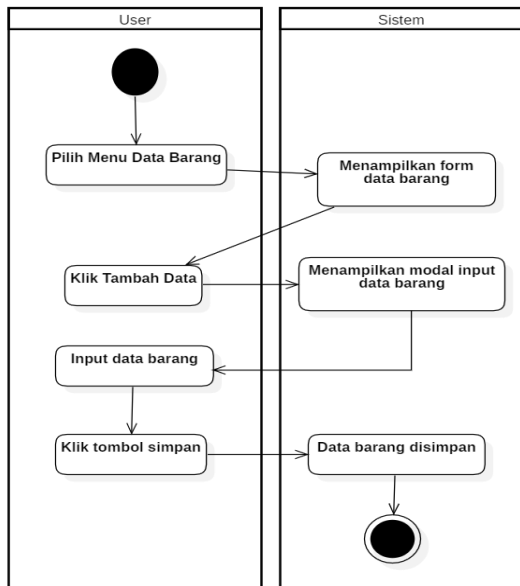 User
Sistem
Pilih Menu Data Barang
Menampilkan form
data barang
Klik Tambah Data
Menampilkan modal input
data barang
Input data barang
Klik tombol simpan
Data barang disimpan